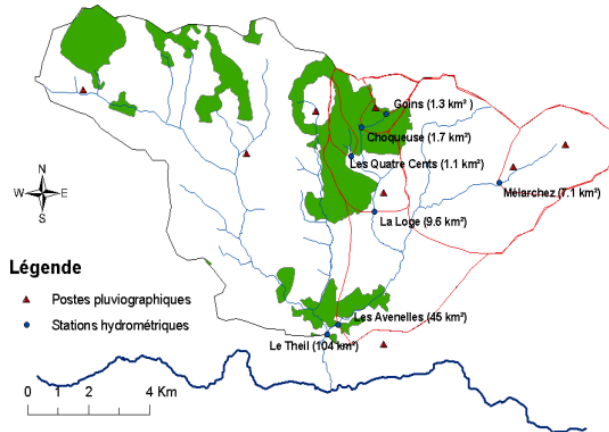 Goins (1.3 km² )
Choqueuse (1.7 km²)
Les Quatre Cents (1.1 km²)
Mélarchez (7.1 km²)
La Loge (9.6 km²)
N
W E
S
Légende
Postes pluviographiques
Stations hydrométriques
Les Avenelles (45 km²)
Le Theil (104 km²)
0 1 2 4 Km